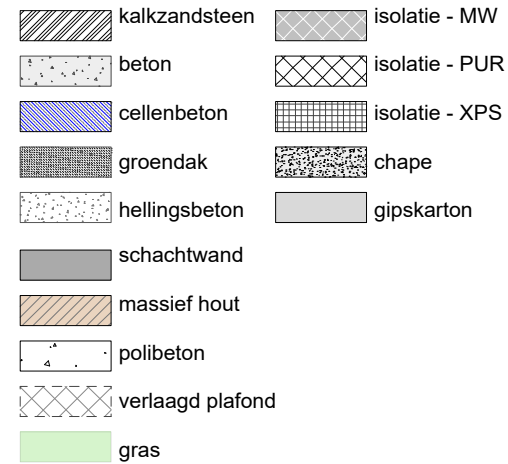 kalkzandsteen
beton
cellenbeton
groendak
hellingsbeton
schachtwand
massief hout
polibeton
verlaagd plafond
gras
isolatie - MW
isolatie - PUR
isolatie - XPS
chape
gipskarton